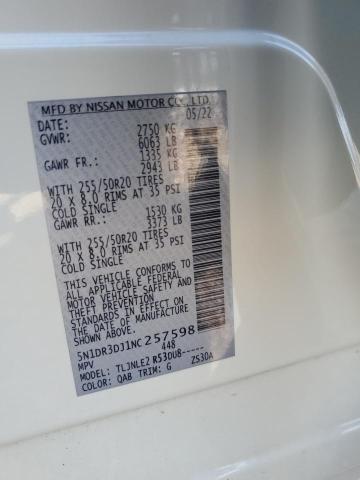 MFD BY NISSAN MOTOR CO., LTD.
DATE: 05/22
GVWR: 2750 KG
6063 LB
GAWR FR.: 1335 KG
2943 LB
WITH 255/50R20 TIRES
20 X 8.0 RIMS AT 35 PSI
COLD SINGLE
GAWR RR.: 1530 KG
3373 LB
WITH 255/50R20 TIRES
20 X 8.0 RIMS AT 35 PSI
COLD SINGLE
THIS VEHICLE CONFORMS TO
ALL APPLICABLE FEDERAL
MOTOR VEHICLE SAFETY AND
THEFT PREVENTION
STANDARDS IN EFFECT ON
THE DATE OF MANUFACTURE
SHOWN ABOVE.
5N1DR3DJ1NC257598
MPV 448
MODEL: TLJNLE2 R530U8-----
COLOR: QAB TRIM: G ZS30A